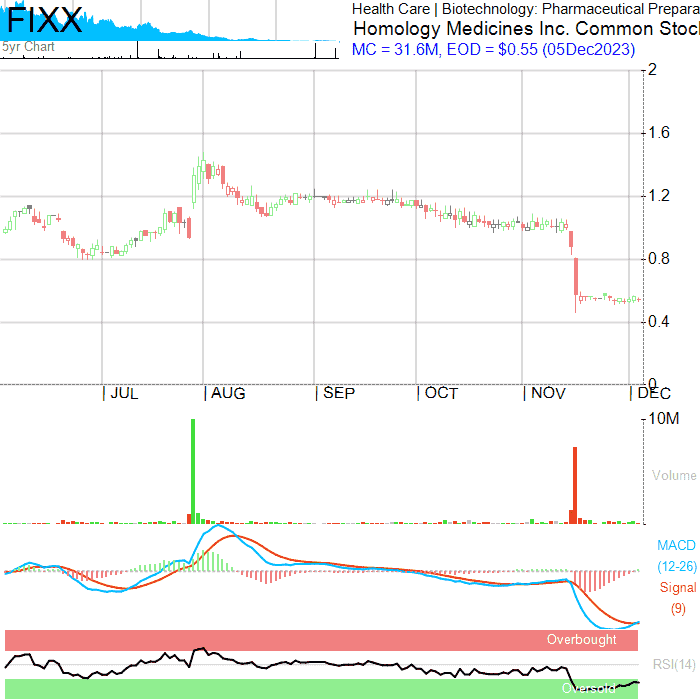 FIXX
5yr Chart
Health Care | Biotechnology: Pharmaceutical Prepara
Homology Medicines Inc. Common Stoc
MC = 31.6M, EOD = $0.55 (05Dec2023)
2
1.6
1.2
0.8
0.4
0
| JUL | AUG | SEP | OCT | NOV | DEC
10M
Volume
MACD
(12-26)
Signal
(9)
Overbought
RSI(14)
Oversold